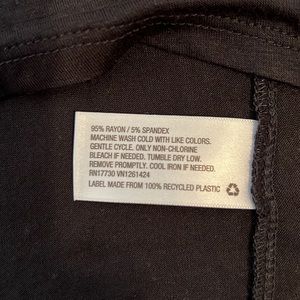 95% RAYON / 5% SPANDEX
MACHINE WASH COLD WITH LIKE COLORS.
GENTLE CYCLE. ONLY NON-CHLORINE
BLEACH IF NEEDED. TUMBLE DRY LOW.
REMOVE PROMPTLY. COOL IRON IF NEEDED.
RN17730 VN1261424
LABEL MADE FROM 100% RECYCLED PLASTIC